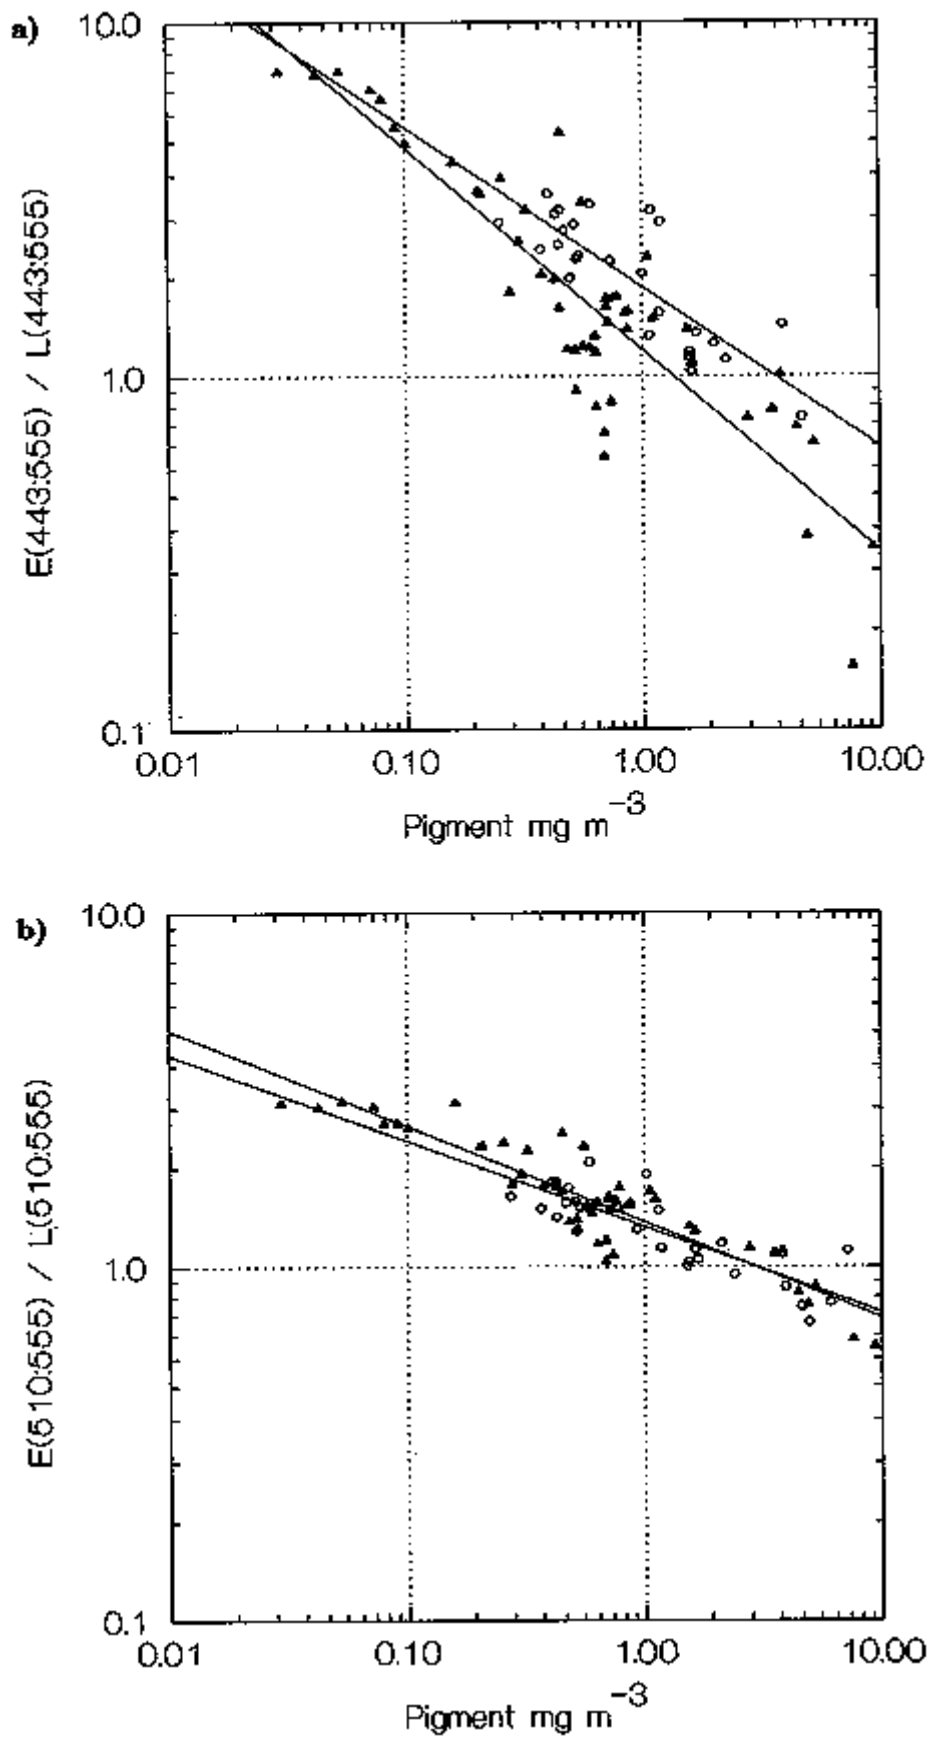 a)
10.0
1.0
0.1
E(443:555) / L(443:555)
0.01 0.10 1.00 10.00
Pigment mg m⁻³
b)
10.0
1.0
0.1
E(510:555) / L(510:555)
0.01 0.10 1.00 10.00
Pigment mg m⁻³